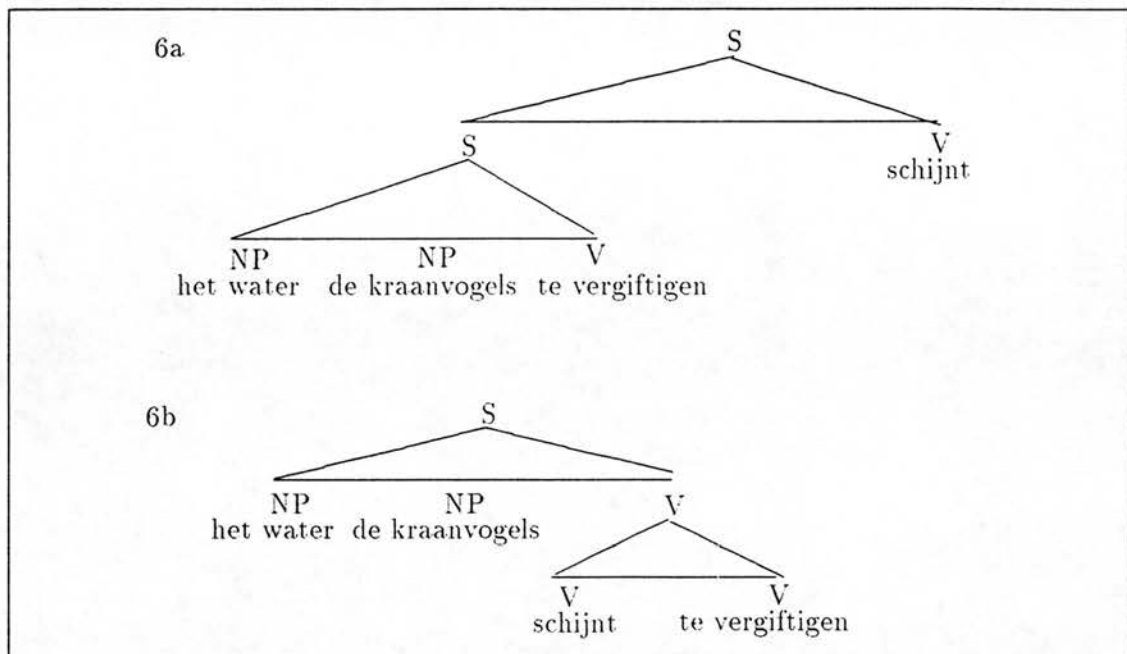 6a
S
S
V
schijnt
NP NP V
het water de kraanvogels te vergiftigen
6b
S
NP NP V
het water de kraanvogels
V V
schijnt te vergiftigen